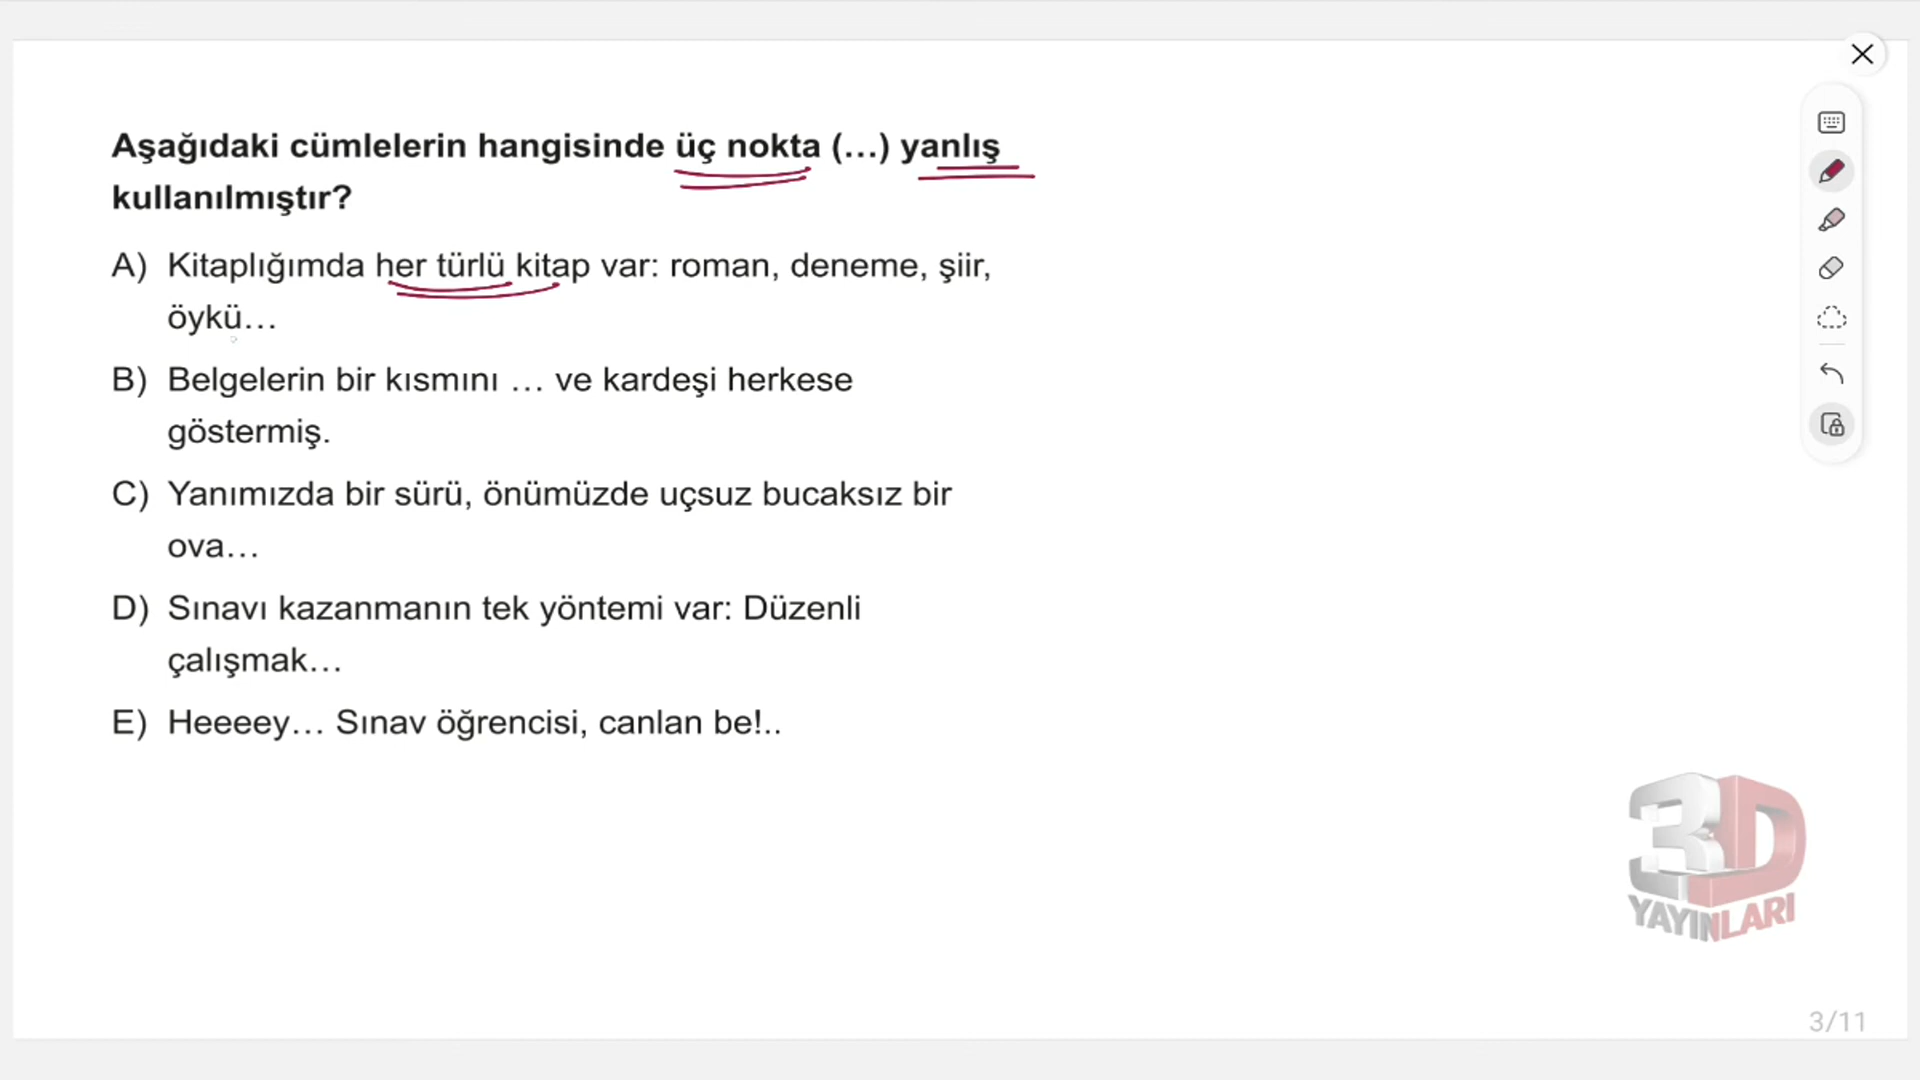 Aşağıdaki cümlelerin hangisinde üç nokta (…) yanlış
kullanılmıştır?
A) Kitaplığımda her türlü kitap var: roman, deneme, şiir,
öykü…
B) Belgelerin bir kısmını … ve kardeşi herkese
göstermiş.
C) Yanımızda bir sürü, önümüzde uçsuz bucaksız bir
ova…
D) Sınavı kazanmanın tek yöntemi var: Düzenli
çalışmak…
E) Heeeey… Sınav öğrencisi, canlan be!..
3D
YAYINLARI
3/11